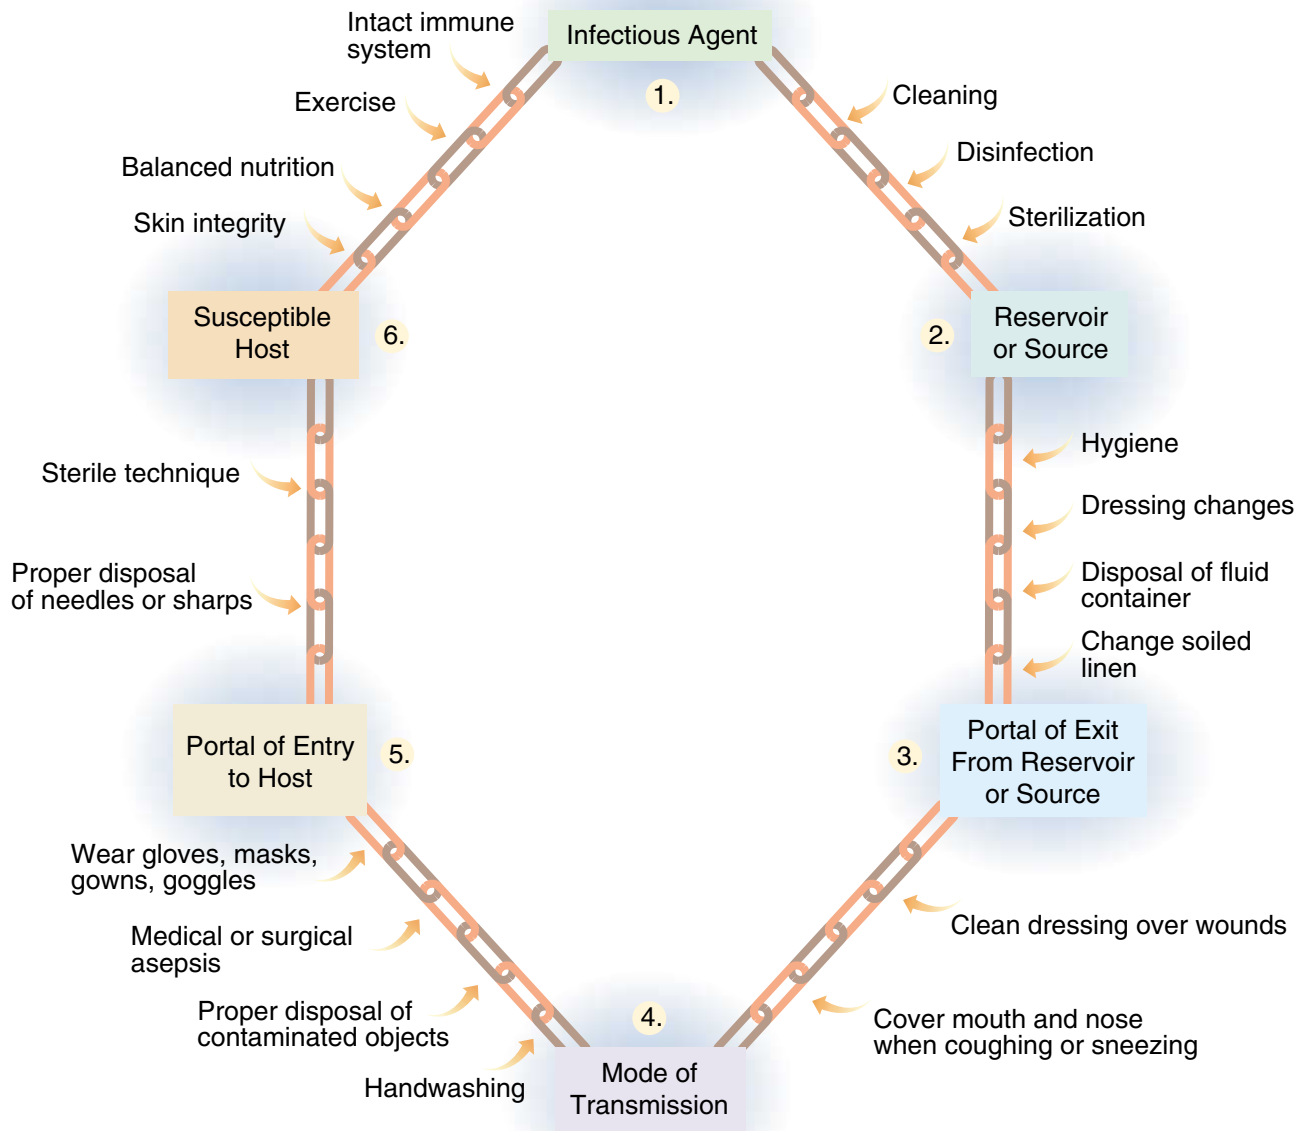 Infectious Agent
1.
Cleaning
Disinfection
Sterilization
2.
Reservoir
or Source
Hygiene
Dressing changes
Disposal of fluid
container
Change soiled
linen
3.
Portal of Exit
From Reservoir
or Source
Clean dressing over wounds
Cover mouth and nose
when coughing or sneezing
4.
Mode of
Transmission
Handwashing
Proper disposal of
contaminated objects
Medical or surgical
asepsis
Wear gloves, masks,
gowns, goggles
5.
Portal of Entry
to Host
Proper disposal
of needles or sharps
Sterile technique
6.
Susceptible
Host
Skin integrity
Balanced nutrition
Exercise
Intact immune
system